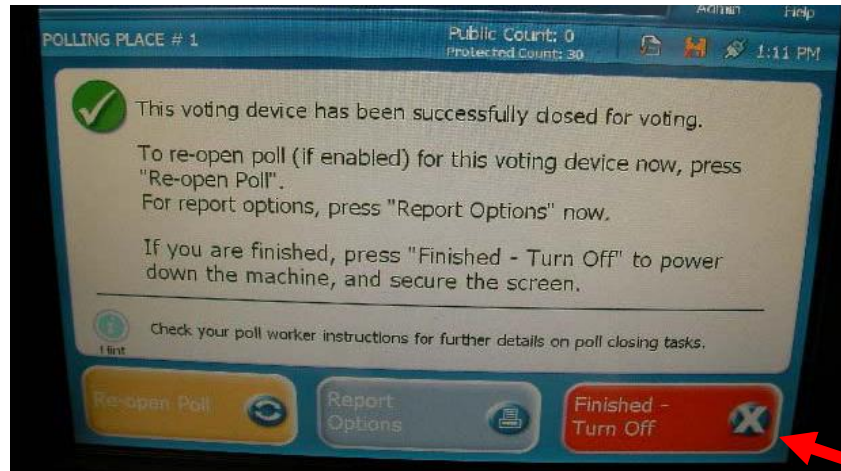 Admin Help
POLLING PLACE # 1
Public Count: 0
Protected Count: 30
1:11 PM
This voting device has been successfully closed for voting.
To re-open poll (if enabled) for this voting device now, press
"Re-open Poll".
For report options, press "Report Options" now.
If you are finished, press "Finished - Turn Off" to power
down the machine, and secure the screen.
Hint
Check your poll worker instructions for further details on poll closing tasks.
Re-open Poll
Report
Options
Finished -
Turn Off